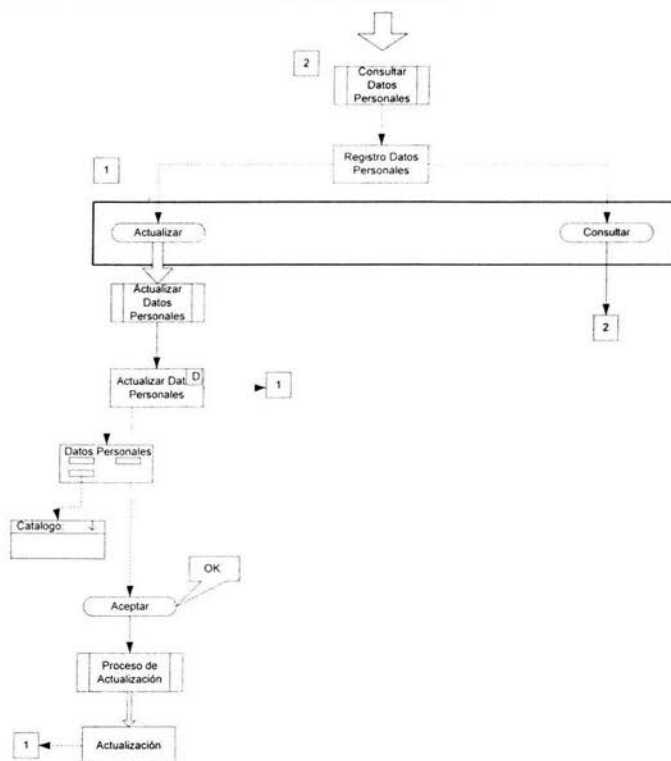 2
Consultar
Datos
Personales
Registro Datos
Personales
1
Actualizar
Consultar
Actualizar
Datos
Personales
2
Actualizar Dat
D
Personales
1
Datos Personales
Catalogo:
OK
Aceptar
Proceso de
Actualización
Actualización
1